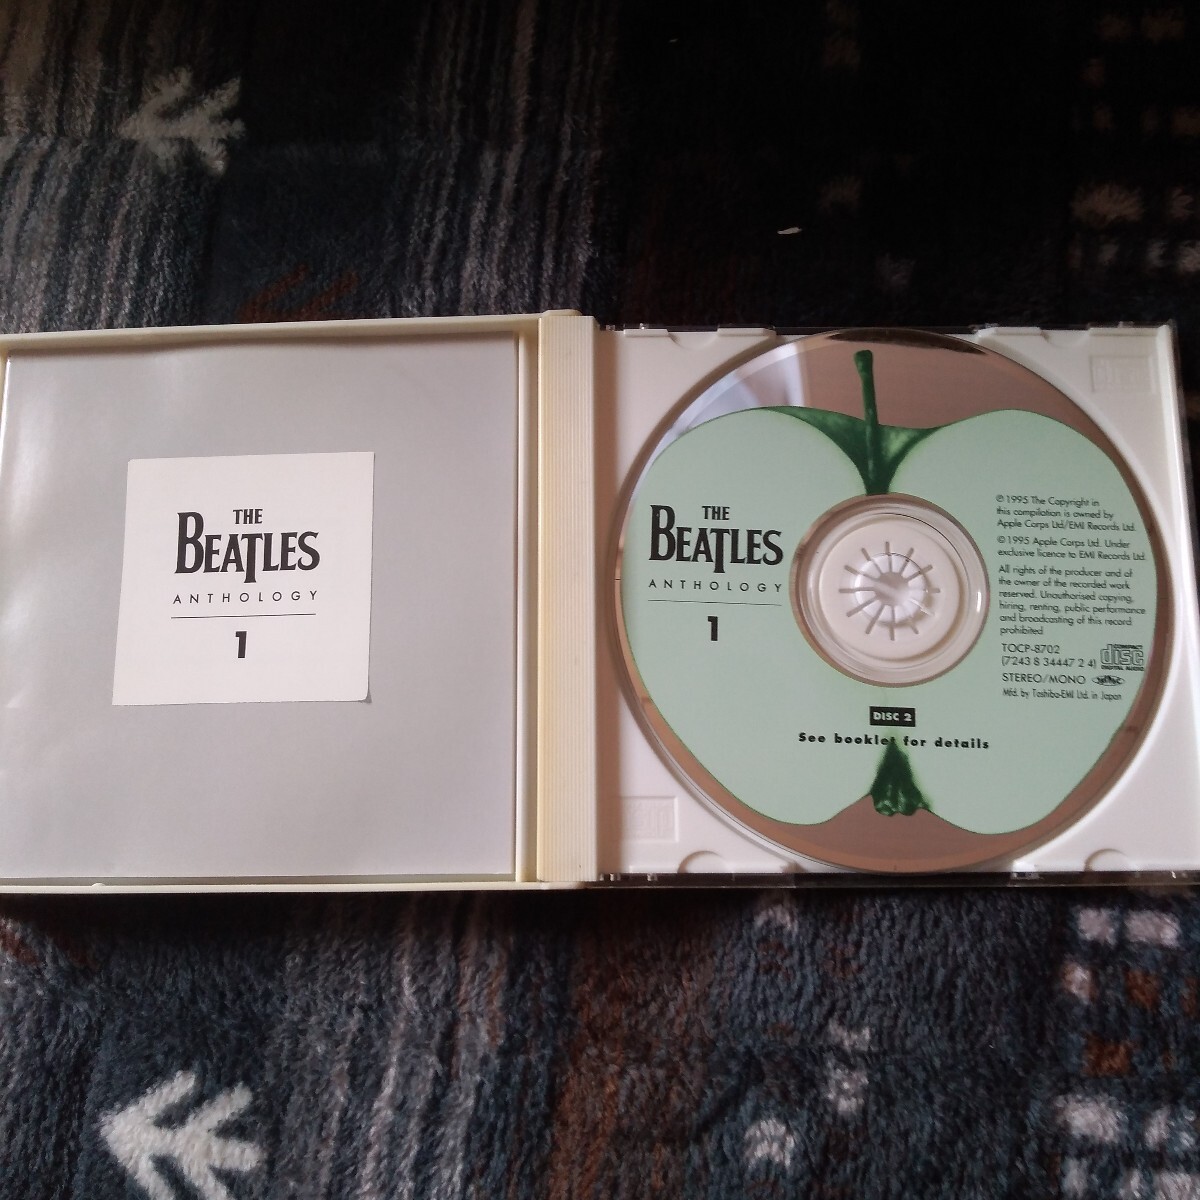 THE
BEATLES
ANTHOLOGY
1
THE
BEATLES
ANTHOLOGY
1
℗ 1995 The Copyright in
this compilation is owned by
Apple Corps Ltd/EMI Records Ltd.
© 1995 Apple Corps Ltd. Under
exclusive licence to EMI Records Ltd.
All rights of the producer and of
the owner of the recorded work
reserved. Unauthorised copying,
hiring, renting, public performance
and broadcasting of this record
prohibited
TOCP-8702
(7243 8 34447 2 4)
COMPACT
disc
DIGITAL AUDIO
STEREO/MONO
Mfd. by Toshiba-EMI Ltd. in Japan
DISC 2
See booklet for details